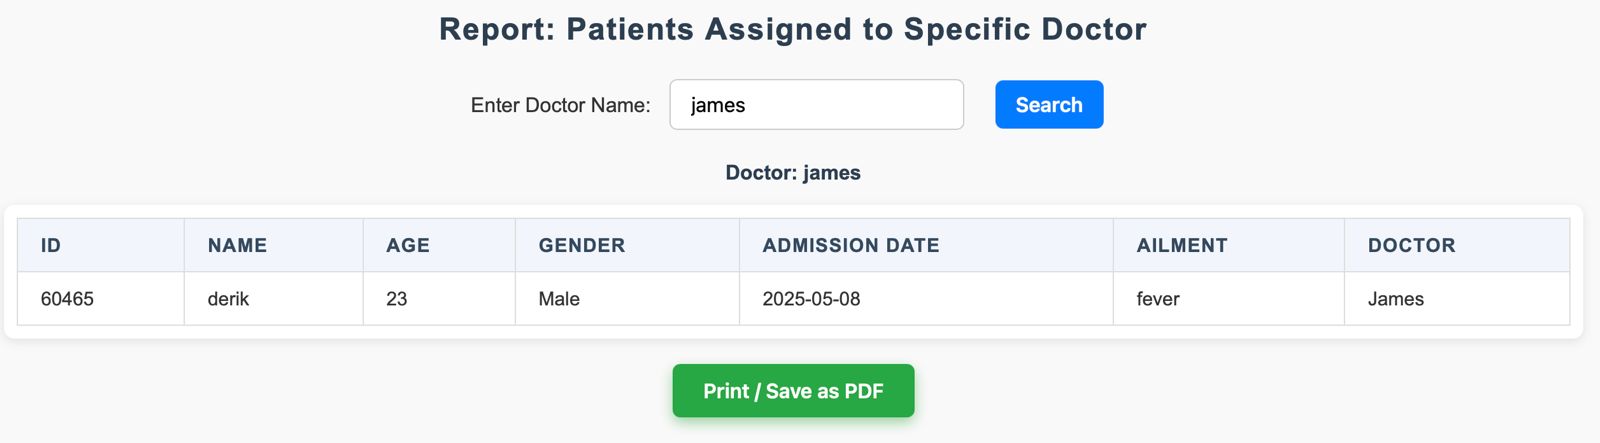 Report: Patients Assigned to Specific Doctor
Enter Doctor Name: james Search
Doctor: james
ID NAME AGE GENDER ADMISSION DATE AILMENT DOCTOR
60465 derik 23 Male 2025-05-08 fever James
Print / Save as PDF